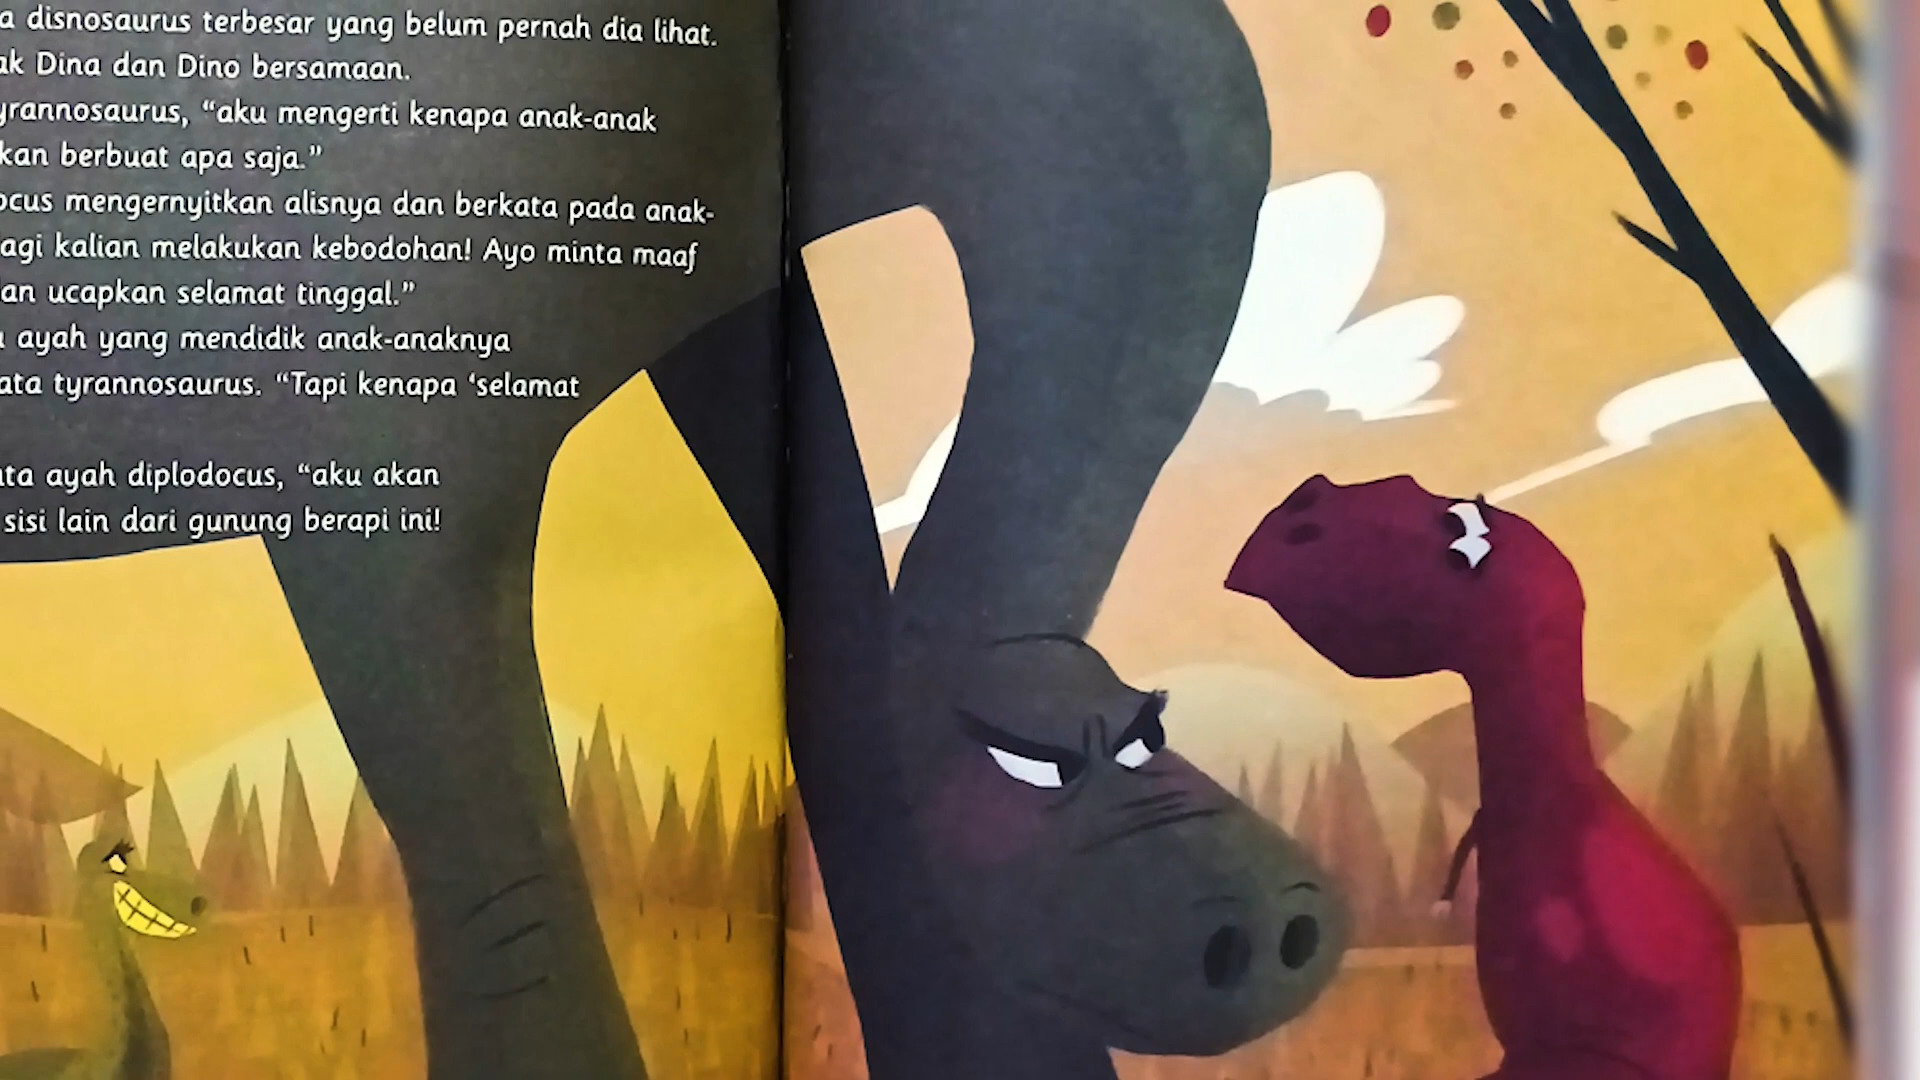 a disnosaurus terbesar yang belum pernah dia lihat.
ak Dina dan Dino bersamaan.
yrannosaurus, “aku mengerti kenapa anak-anak
kan berbuat apa saja.”
ocus mengernyitkan alisnya dan berkata pada anak-
agi kalian melakukan kebodohan! Ayo minta maaf
an ucapkan selamat tinggal.”
ayah yang mendidik anak-anaknya
ata tyrannosaurus. “Tapi kenapa ‘selamat
ata ayah diplodocus, “aku akan
sisi lain dari gunung berapi ini!